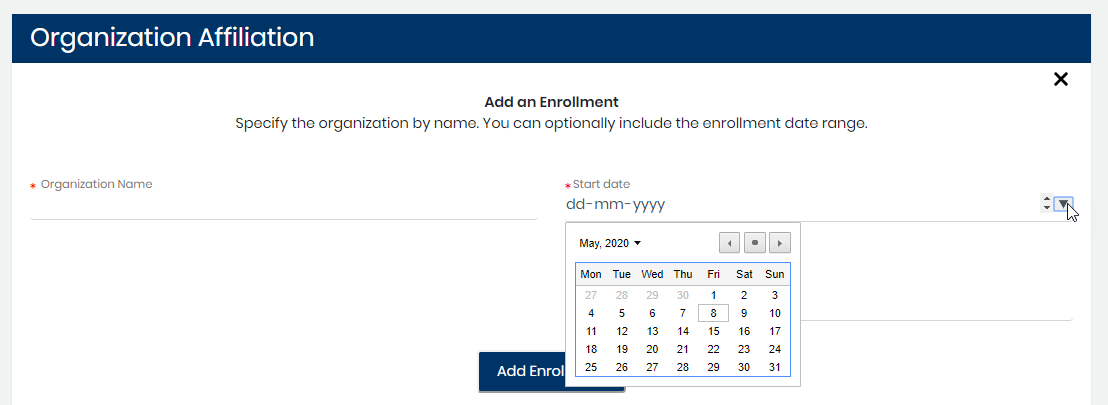 Organization Affiliation
Add an Enrollment
Specify the organization by name. You can optionally include the enrollment date range.
* Organization Name
* Start date
dd-mm-yyyy
May, 2020
Mon Tue Wed Thu Fri Sat Sun
27 28 29 30 1 2 3
4 5 6 7 8 9 10
11 12 13 14 15 16 17
18 19 20 21 22 23 24
25 26 27 28 29 30 31
Add Enrol